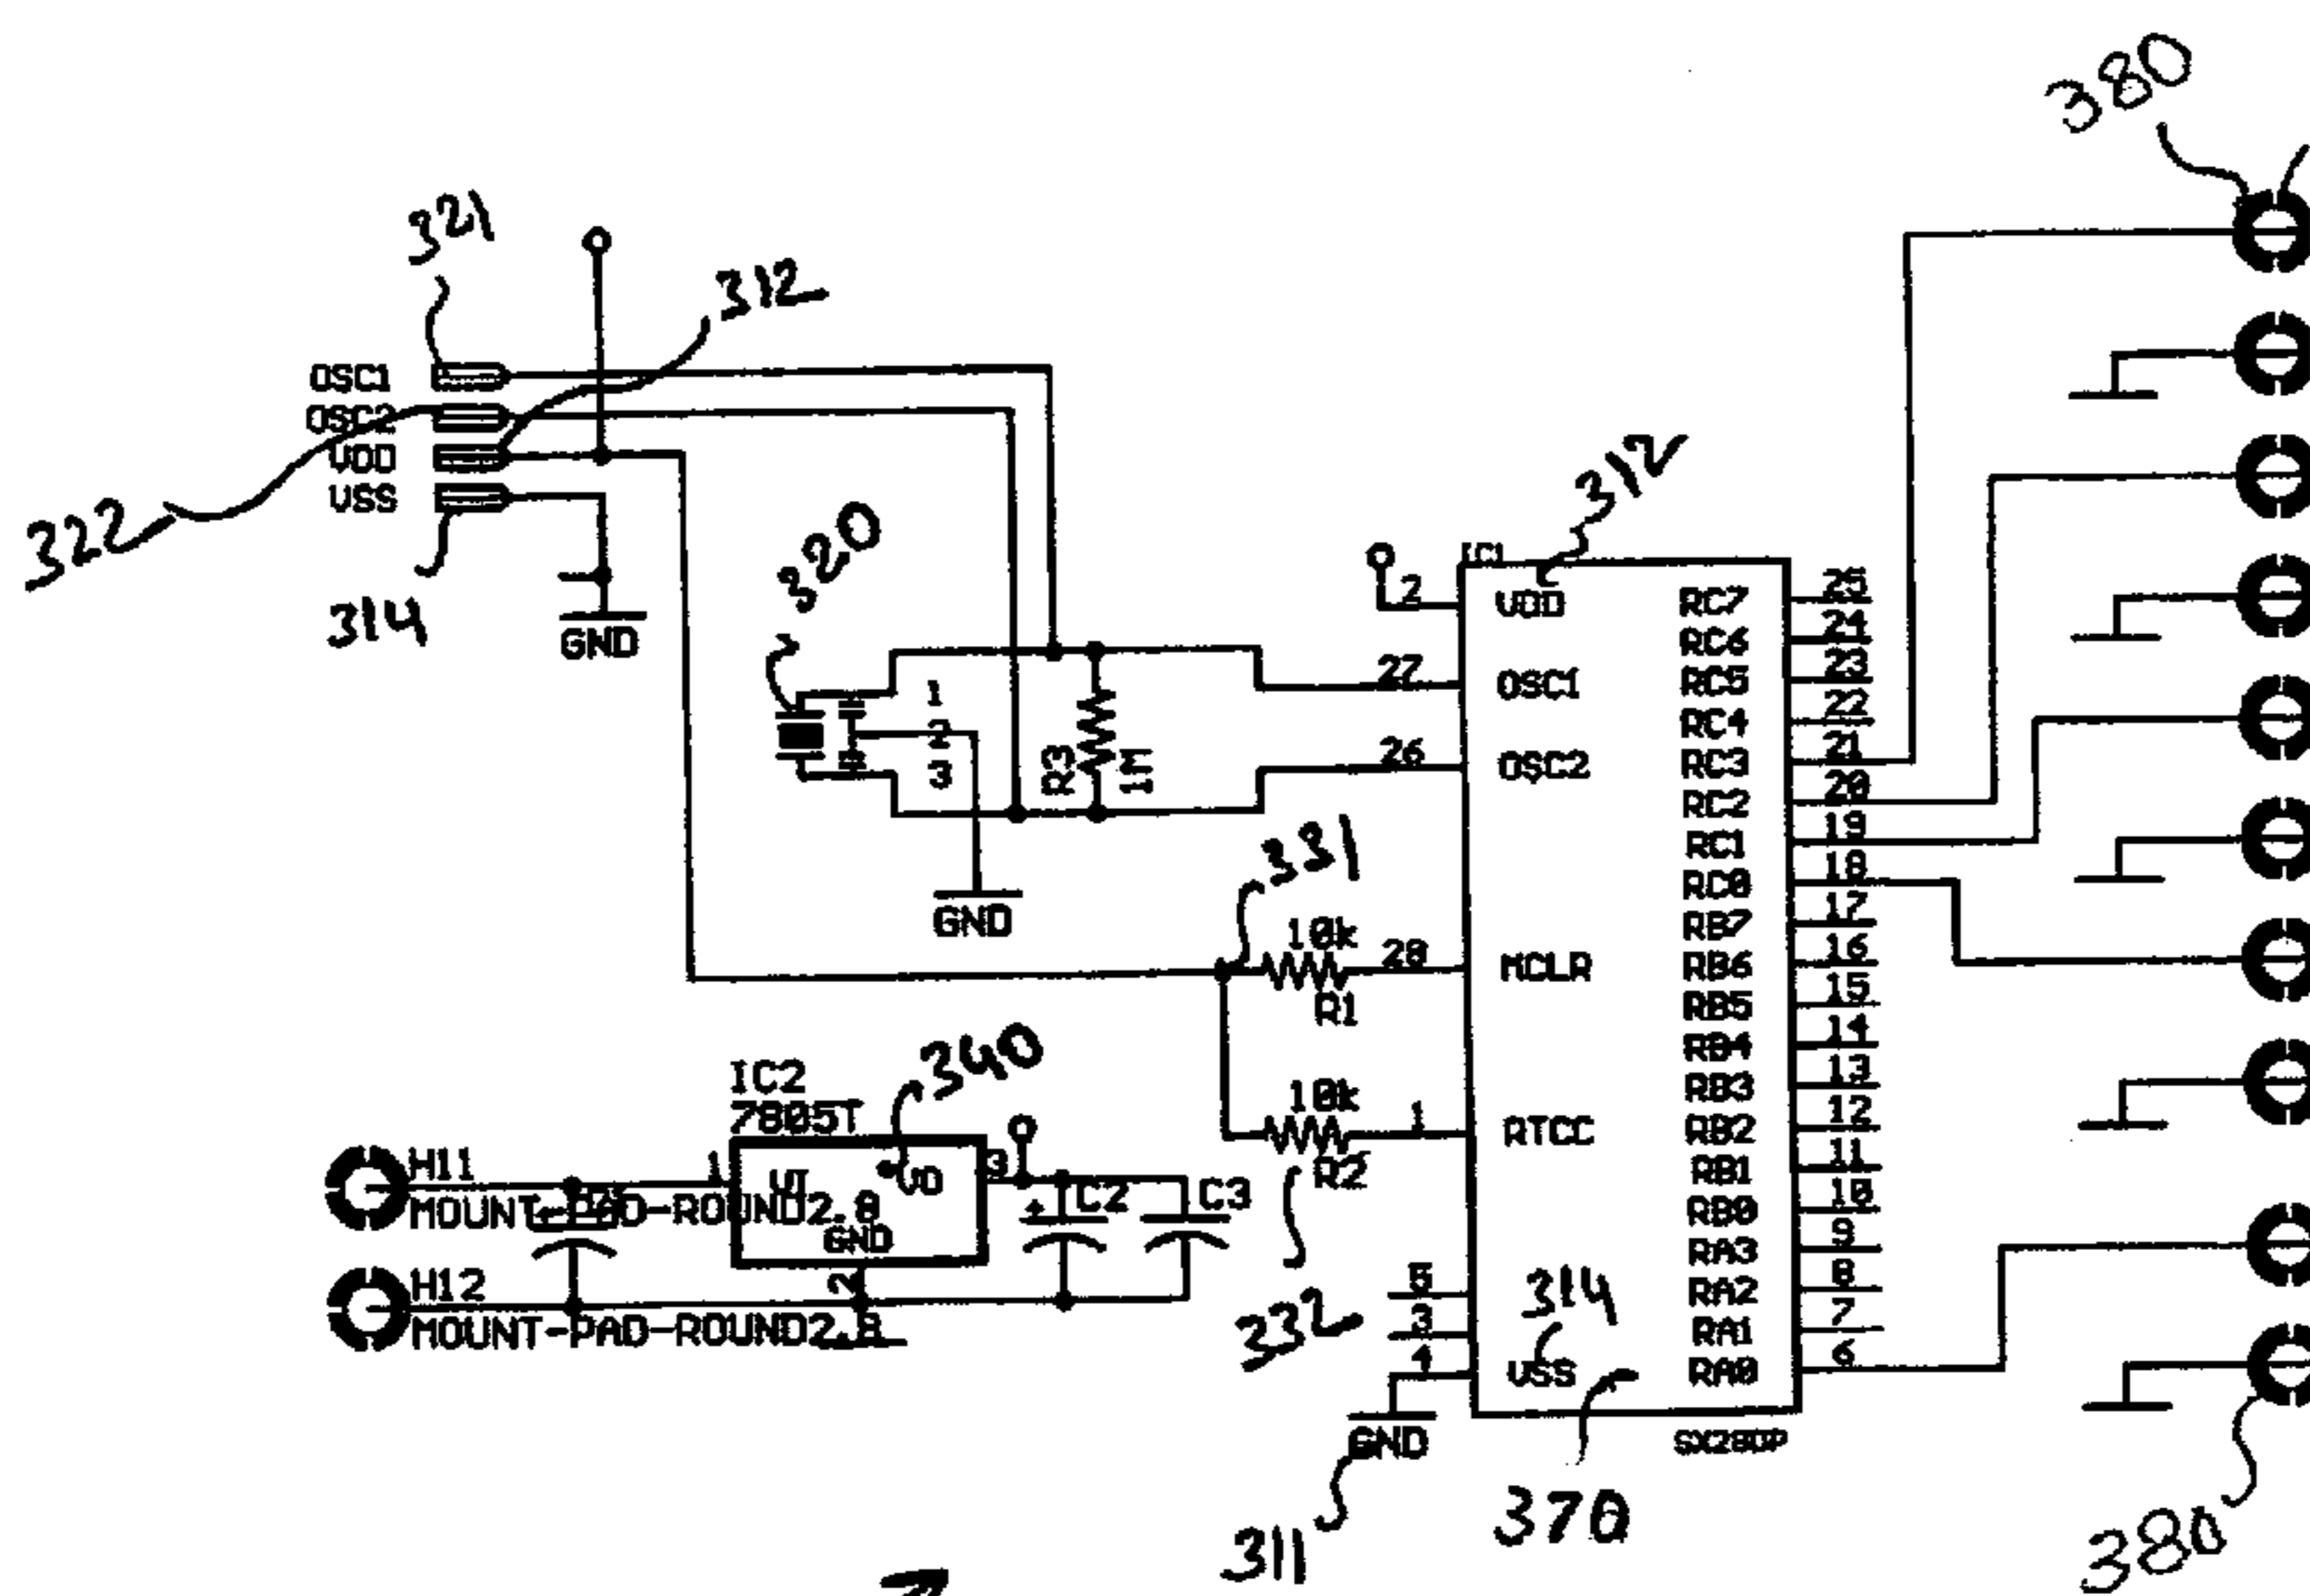 380
321
312
OSC1
OSC2
VDD
VSS
322
314
GND
320
312
IC1
2
VDD
RC7
25
RC6
24
RC5
23
27
OSC1
RC4
22
1
2
3
R3
1M
26
OSC2
RC3
21
RC2
20
RC1
19
RC0
18
GND
331
10k
28
MCLR
R1
RB7
17
RB6
16
RB5
15
RB4
14
RB3
13
340
IC2
7805T
10k
1
RTCC
R2
RB2
12
RB1
11
RB0
10
H11
MOUNT-PAD-ROUND2.8
1
VI
VO
3
GND
2
C2
C3
+
H12
MOUNT-PAD-ROUND2.8
332
5
3
4
314
VSS
RA3
9
RA2
8
RA1
7
RA0
6
GND
SX28DP
311
370
380